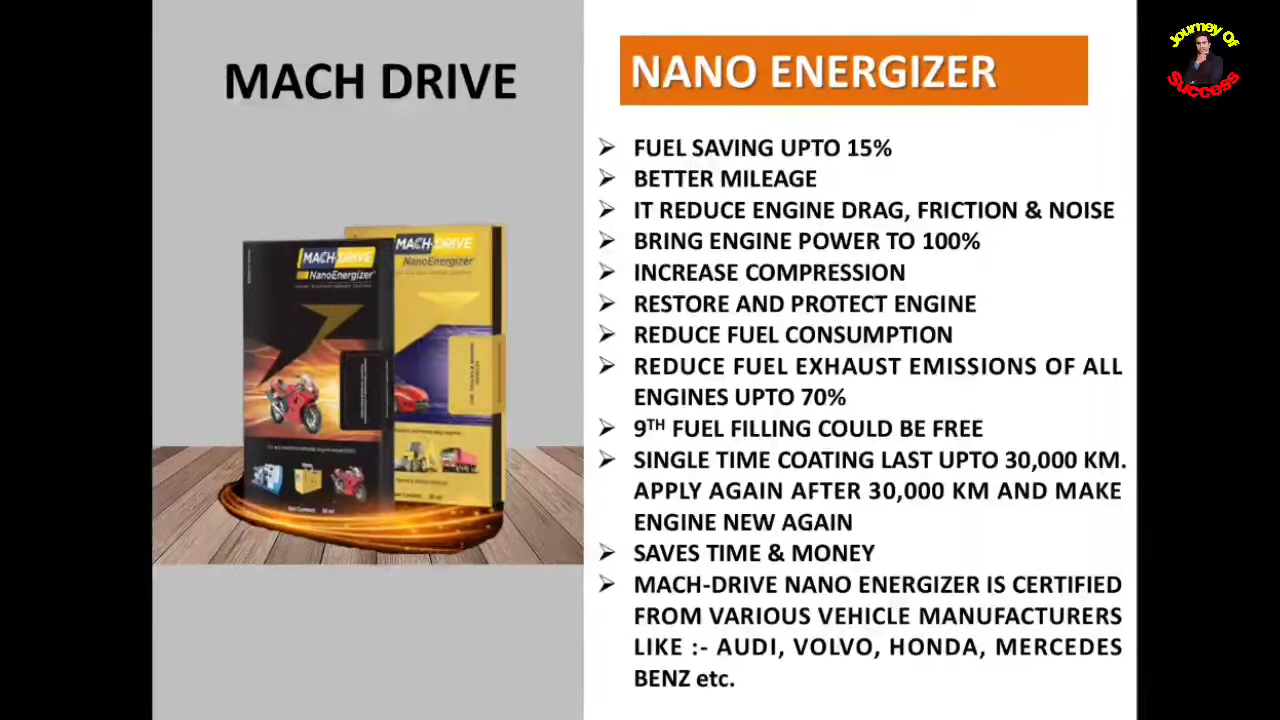 MACH DRIVE
NANO ENERGIZER
Journey Of
Success
➢ FUEL SAVING UPTO 15%
➢ BETTER MILEAGE
➢ IT REDUCE ENGINE DRAG, FRICTION & NOISE
➢ BRING ENGINE POWER TO 100%
➢ INCREASE COMPRESSION
➢ RESTORE AND PROTECT ENGINE
➢ REDUCE FUEL CONSUMPTION
➢ REDUCE FUEL EXHAUST EMISSIONS OF ALL
ENGINES UPTO 70%
➢ 9TH FUEL FILLING COULD BE FREE
➢ SINGLE TIME COATING LAST UPTO 30,000 KM.
APPLY AGAIN AFTER 30,000 KM AND MAKE
ENGINE NEW AGAIN
➢ SAVES TIME & MONEY
➢ MACH-DRIVE NANO ENERGIZER IS CERTIFIED
FROM VARIOUS VEHICLE MANUFACTURERS
LIKE :- AUDI, VOLVO, HONDA, MERCEDES
BENZ etc.
MACH-DRIVE
NanoEnergizer
MACH-DRIVE
NanoEnergizer